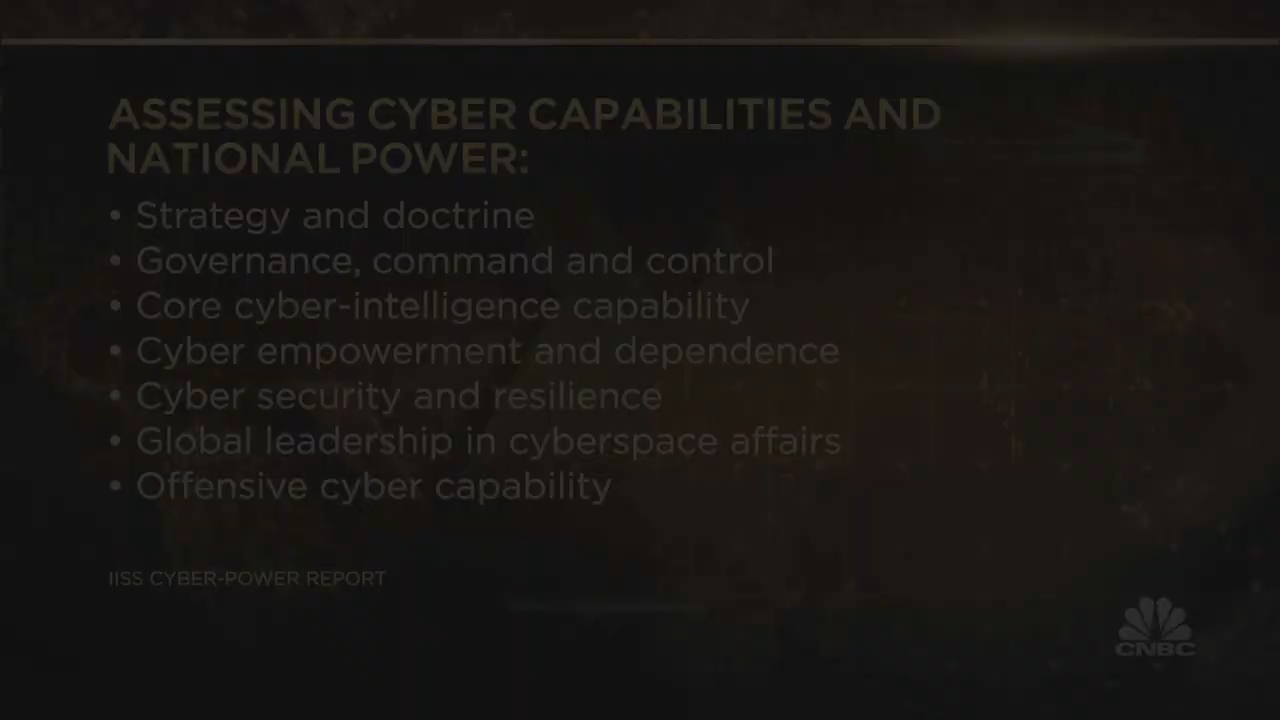 ASSESSING CYBER CAPABILITIES AND
NATIONAL POWER:
• Strategy and doctrine
• Governance, command and control
• Core cyber-intelligence capability
• Cyber empowerment and dependence
• Cyber security and resilience
• Global leadership in cyberspace affairs
• Offensive cyber capability
IISS CYBER-POWER REPORT
CNBC